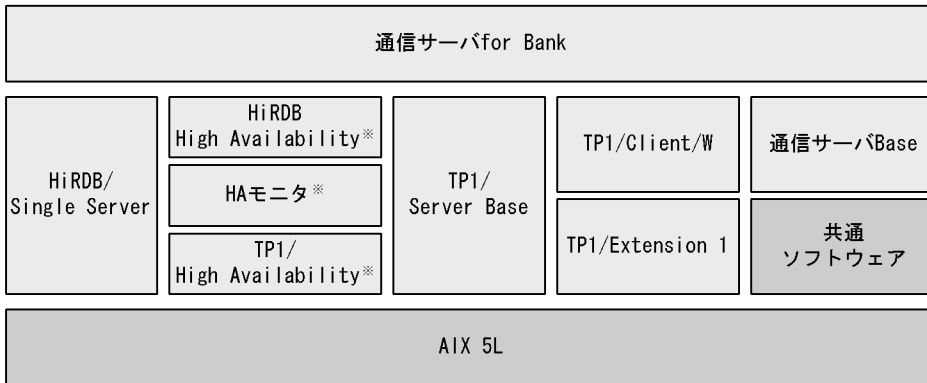 通信サーバfor Bank
HiRDB/
Single Server
HiRDB
High Availability※
HAモニタ※
TP1/
High Availability※
TP1/
Server Base
TP1/Client/W
TP1/Extension 1
通信サーバBase
共通
ソフトウェア
AIX 5L